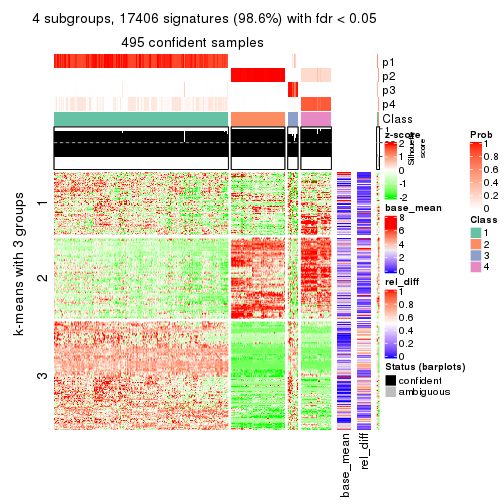 4 subgroups, 17406 signatures (98.6%) with fdr < 0.05
495 confident samples
p1
p2
p3
p4
Class
1
Silhouette
score
k-means with 3 groups
1
2
3
z-score
2
1
0
-1
-2
base_mean
8
6
4
2
0
rel_diff
1
0.8
0.6
0.4
0.2
0
Status (barplots)
confident
ambiguous
Prob
1
0.8
0.6
0.4
0.2
0
Class
1
2
3
4
base_mean
rel_diff